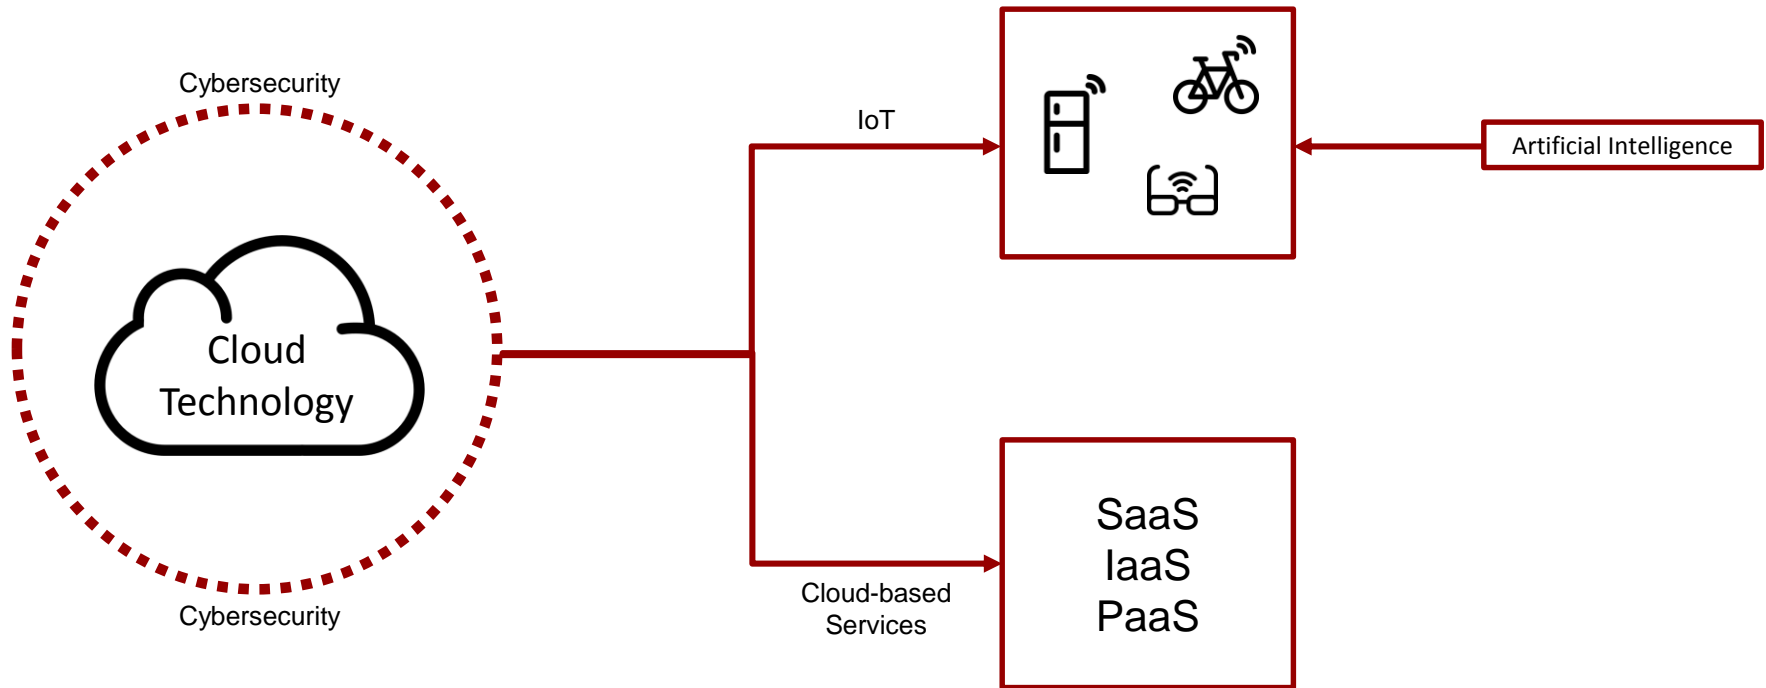 Cybersecurity
Cloud
Technology
Cybersecurity
IoT
Artificial Intelligence
Cloud-based
Services
SaaS
IaaS
PaaS